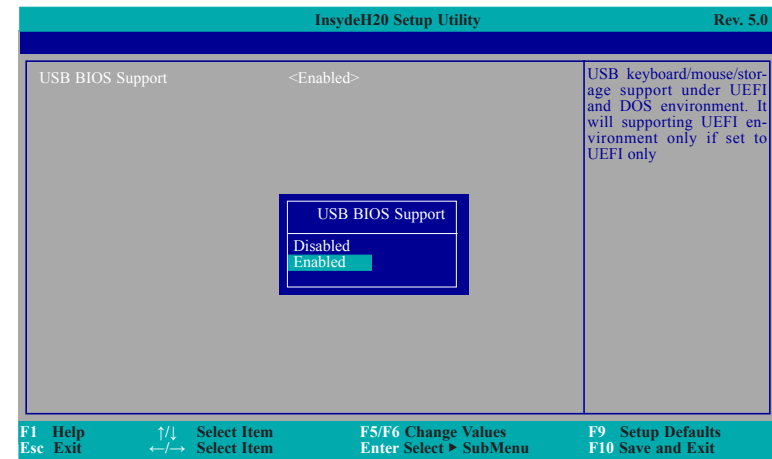 InsydeH20 Setup Utility Rev. 5.0
USB BIOS Support <Enabled>
USB keyboard/mouse/stor-
age support under UEFI
and DOS environment. It
will supporting UEFI en-
vironment only if set to
UEFI only
USB BIOS Support
Disabled
Enabled
F1 Help ↑/↓ Select Item F5/F6 Change Values F9 Setup Defaults
Esc Exit ←/→ Select Item Enter Select ► SubMenu F10 Save and Exit